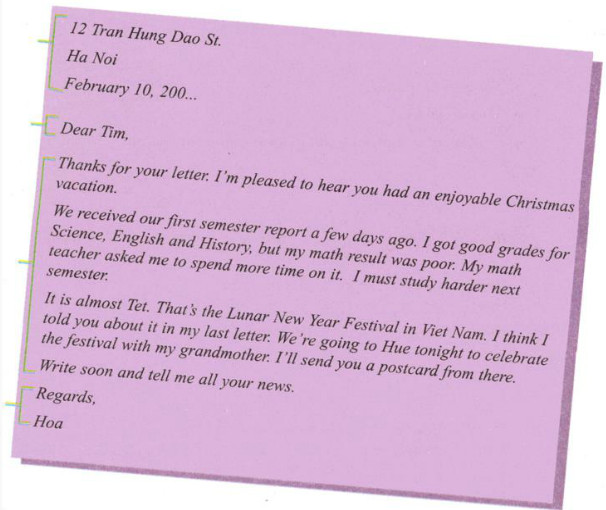 12 Tran Hung Dao St.
Ha Noi
February 10, 200...
Dear Tim,
Thanks for your letter. I'm pleased to hear you had an enjoyable Christmas
vacation.
We received our first semester report a few days ago. I got good grades for
Science, English and History, but my math result was poor. My math
teacher asked me to spend more time on it. I must study harder next
semester.
It is almost Tet. That's the Lunar New Year Festival in Viet Nam. I think I
told you about it in my last letter. We're going to Hue tonight to celebrate
the festival with my grandmother. I'll send you a postcard from there.
Write soon and tell me all your news.
Regards,
Hoa